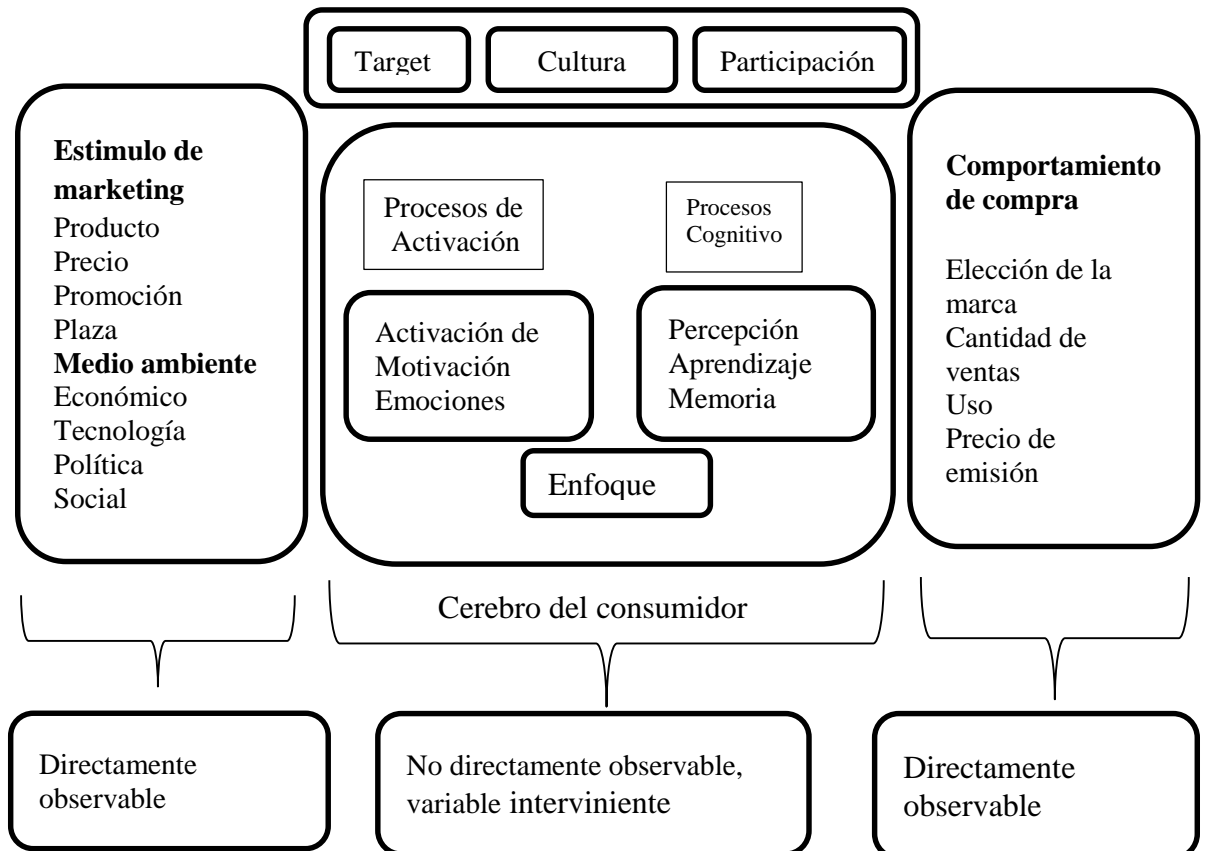 Target
Cultura
Participación
Estimulo de
marketing
Producto
Precio
Promoción
Plaza
Medio ambiente
Económico
Tecnología
Política
Social
Procesos de
Activación
Procesos
Cognitivo
Activación de
Motivación
Emociones
Percepción
Aprendizaje
Memoria
Enfoque
Comportamiento
de compra
Elección de la
marca
Cantidad de
ventas
Uso
Precio de
emisión
Cerebro del consumidor
Directamente
observable
No directamente observable,
variable interviniente
Directamente
observable